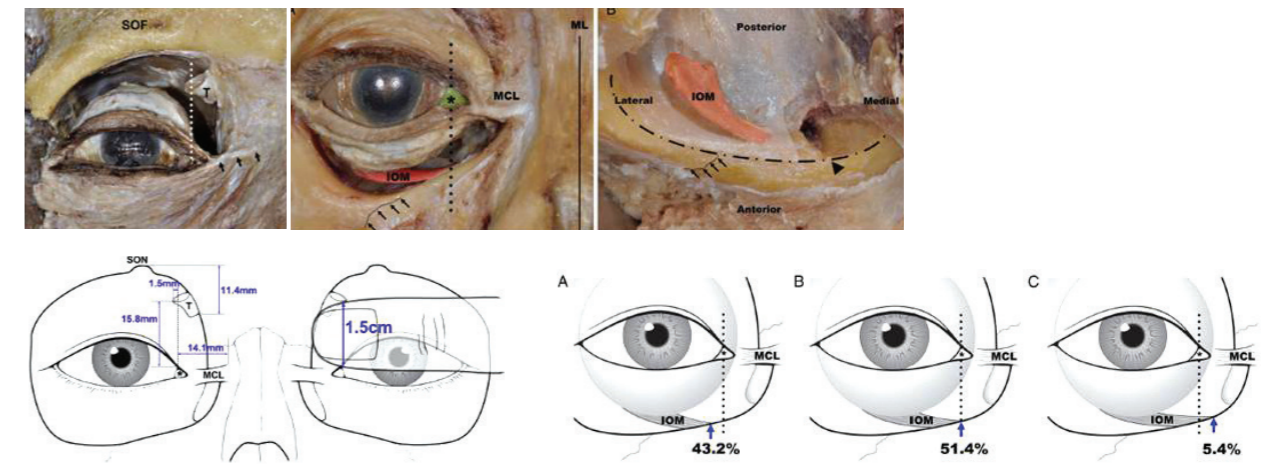 SOF
T
MCL
ML
IOM
B
Posterior
Lateral
IOM
Medial
Anterior
SON
1.5mm
T
11.4mm
15.8mm
14.1mm
MCL
1.5cm
A
MCL
IOM
43.2%
B
MCL
IOM
51.4%
C
MCL
IOM
5.4%